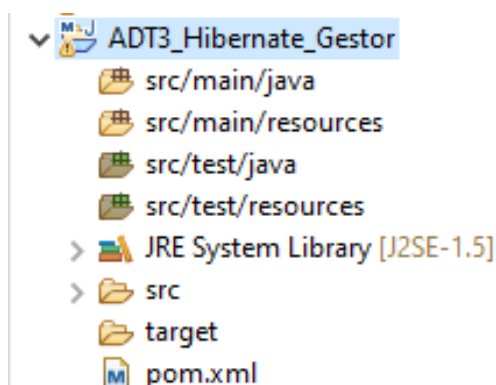 ADT3_Hibernate_Gestor
src/main/java
src/main/resources
src/test/java
src/test/resources
JRE System Library [J2SE-1.5]
src
target
pom.xml